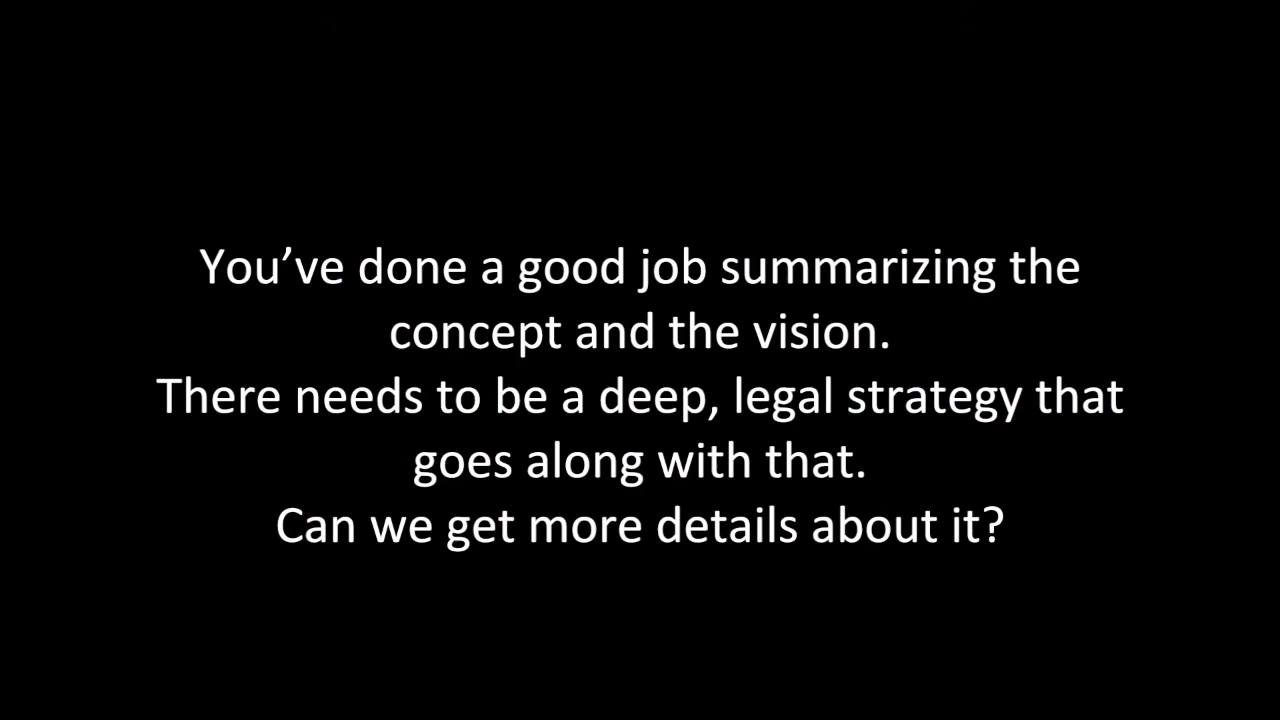 You’ve done a good job summarizing the
concept and the vision.
There needs to be a deep, legal strategy that
goes along with that.
Can we get more details about it?